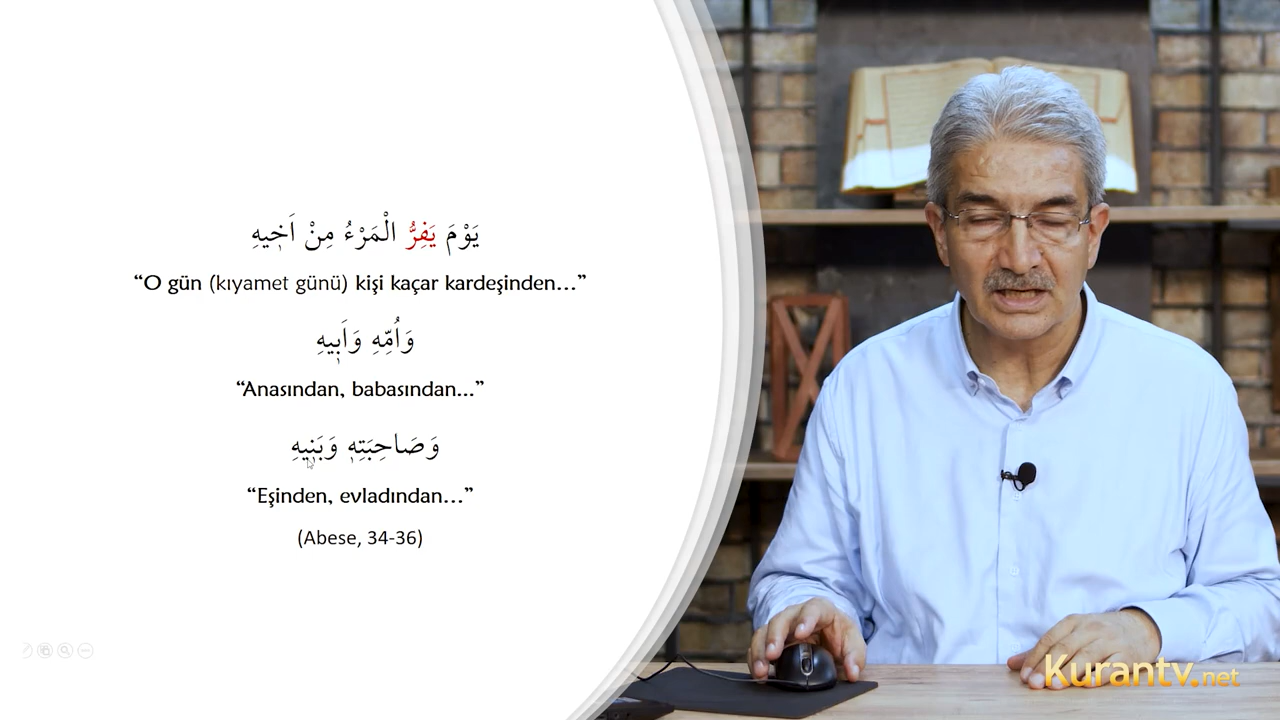 يَوْمَ يَفِرُّ الْمَرْءُ مِنْ اَخ۪يهِ
“O gün (kıyamet günü) kişi kaçar kardeşinden…”
وَاُمِّه۪ وَاَب۪يهِ
“Anasından, babasından...”
وَصَاحِبَتِه۪ وَبَن۪يهِ
“Eşinden, evladından…”
(Abese, 34-36)
Kurantv.net